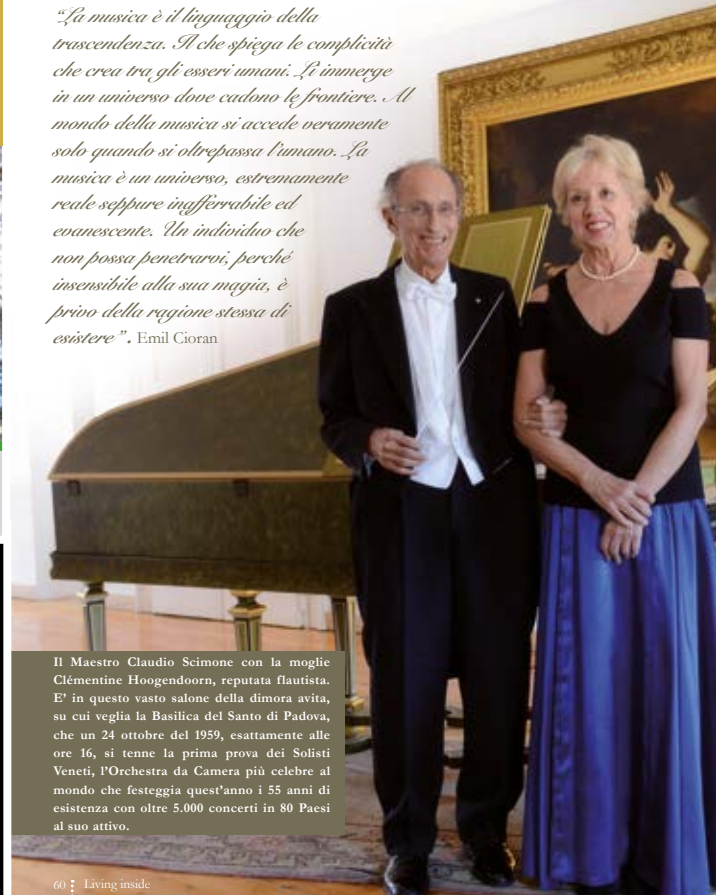 “La musica è il linguaggio della
trascendenza. Il che spiega le complicità
che crea tra gli esseri umani. Li immerge
in un universo dove cadono le frontiere. Al
mondo della musica si accede veramente
solo quando si oltrepassa l’umano. La
musica è un universo, estremamente
reale seppure inafferrabile ed
evanescente. Un individuo che
non possa penetrarvi, perché
insensibile alla sua magia, è
privo della ragione stessa di
esistere”. Emil Cioran
Il Maestro Claudio Scimone con la moglie
Clémentine Hoogendoorn, reputata flautista.
E’ in questo vasto salone della dimora avita,
su cui veglia la Basilica del Santo di Padova,
che un 24 ottobre del 1959, esattamente alle
ore 16, si tenne la prima prova dei Solisti
Veneti, l’Orchestra da Camera più celebre al
mondo che festeggia quest’anno i 55 anni di
esistenza con oltre 5.000 concerti in 80 Paesi
al suo attivo.
60 Living inside